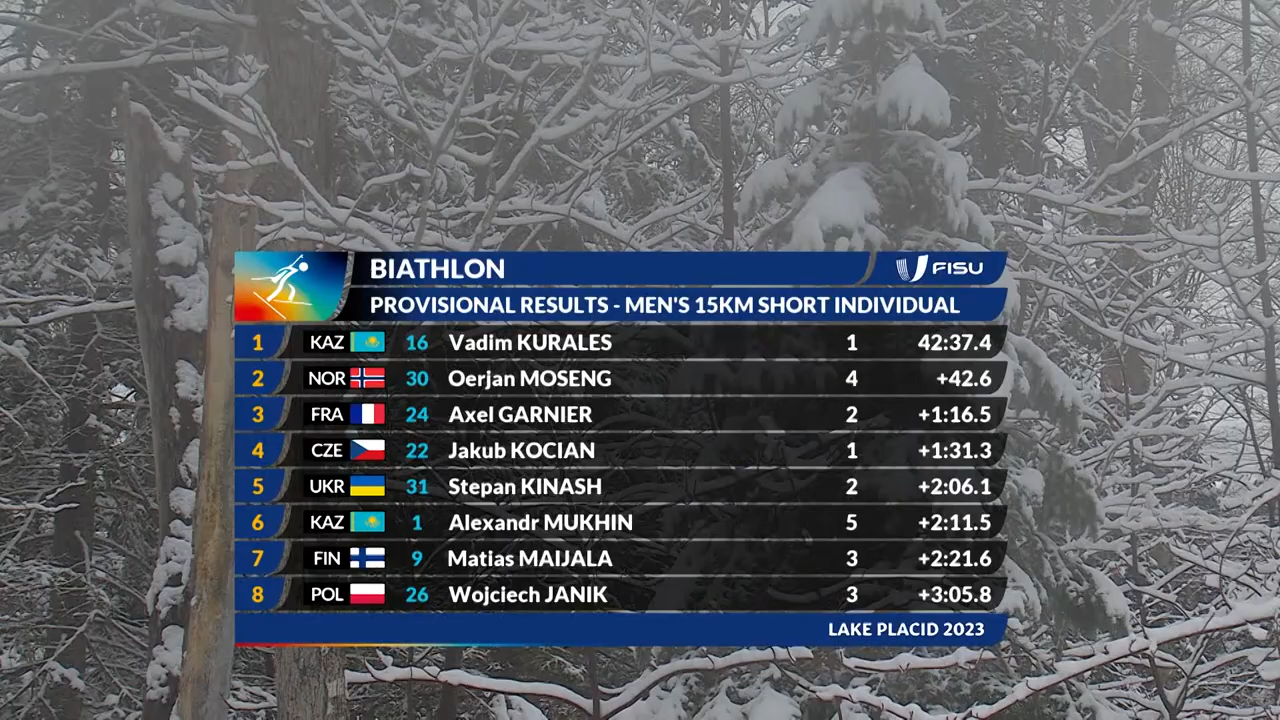 BIATHLON FISU
PROVISIONAL RESULTS - MEN'S 15KM SHORT INDIVIDUAL
1 KAZ 16 Vadim KURALES 1 42:37.4
2 NOR 30 Oerjan MOSENG 4 +42.6
3 FRA 24 Axel GARNIER 2 +1:16.5
4 CZE 22 Jakub KOCIAN 1 +1:31.3
5 UKR 31 Stepan KINASH 2 +2:06.1
6 KAZ 1 Alexandr MUKHIN 5 +2:11.5
7 FIN 9 Matias MAIJALA 3 +2:21.6
8 POL 26 Wojciech JANIK 3 +3:05.8
LAKE PLACID 2023